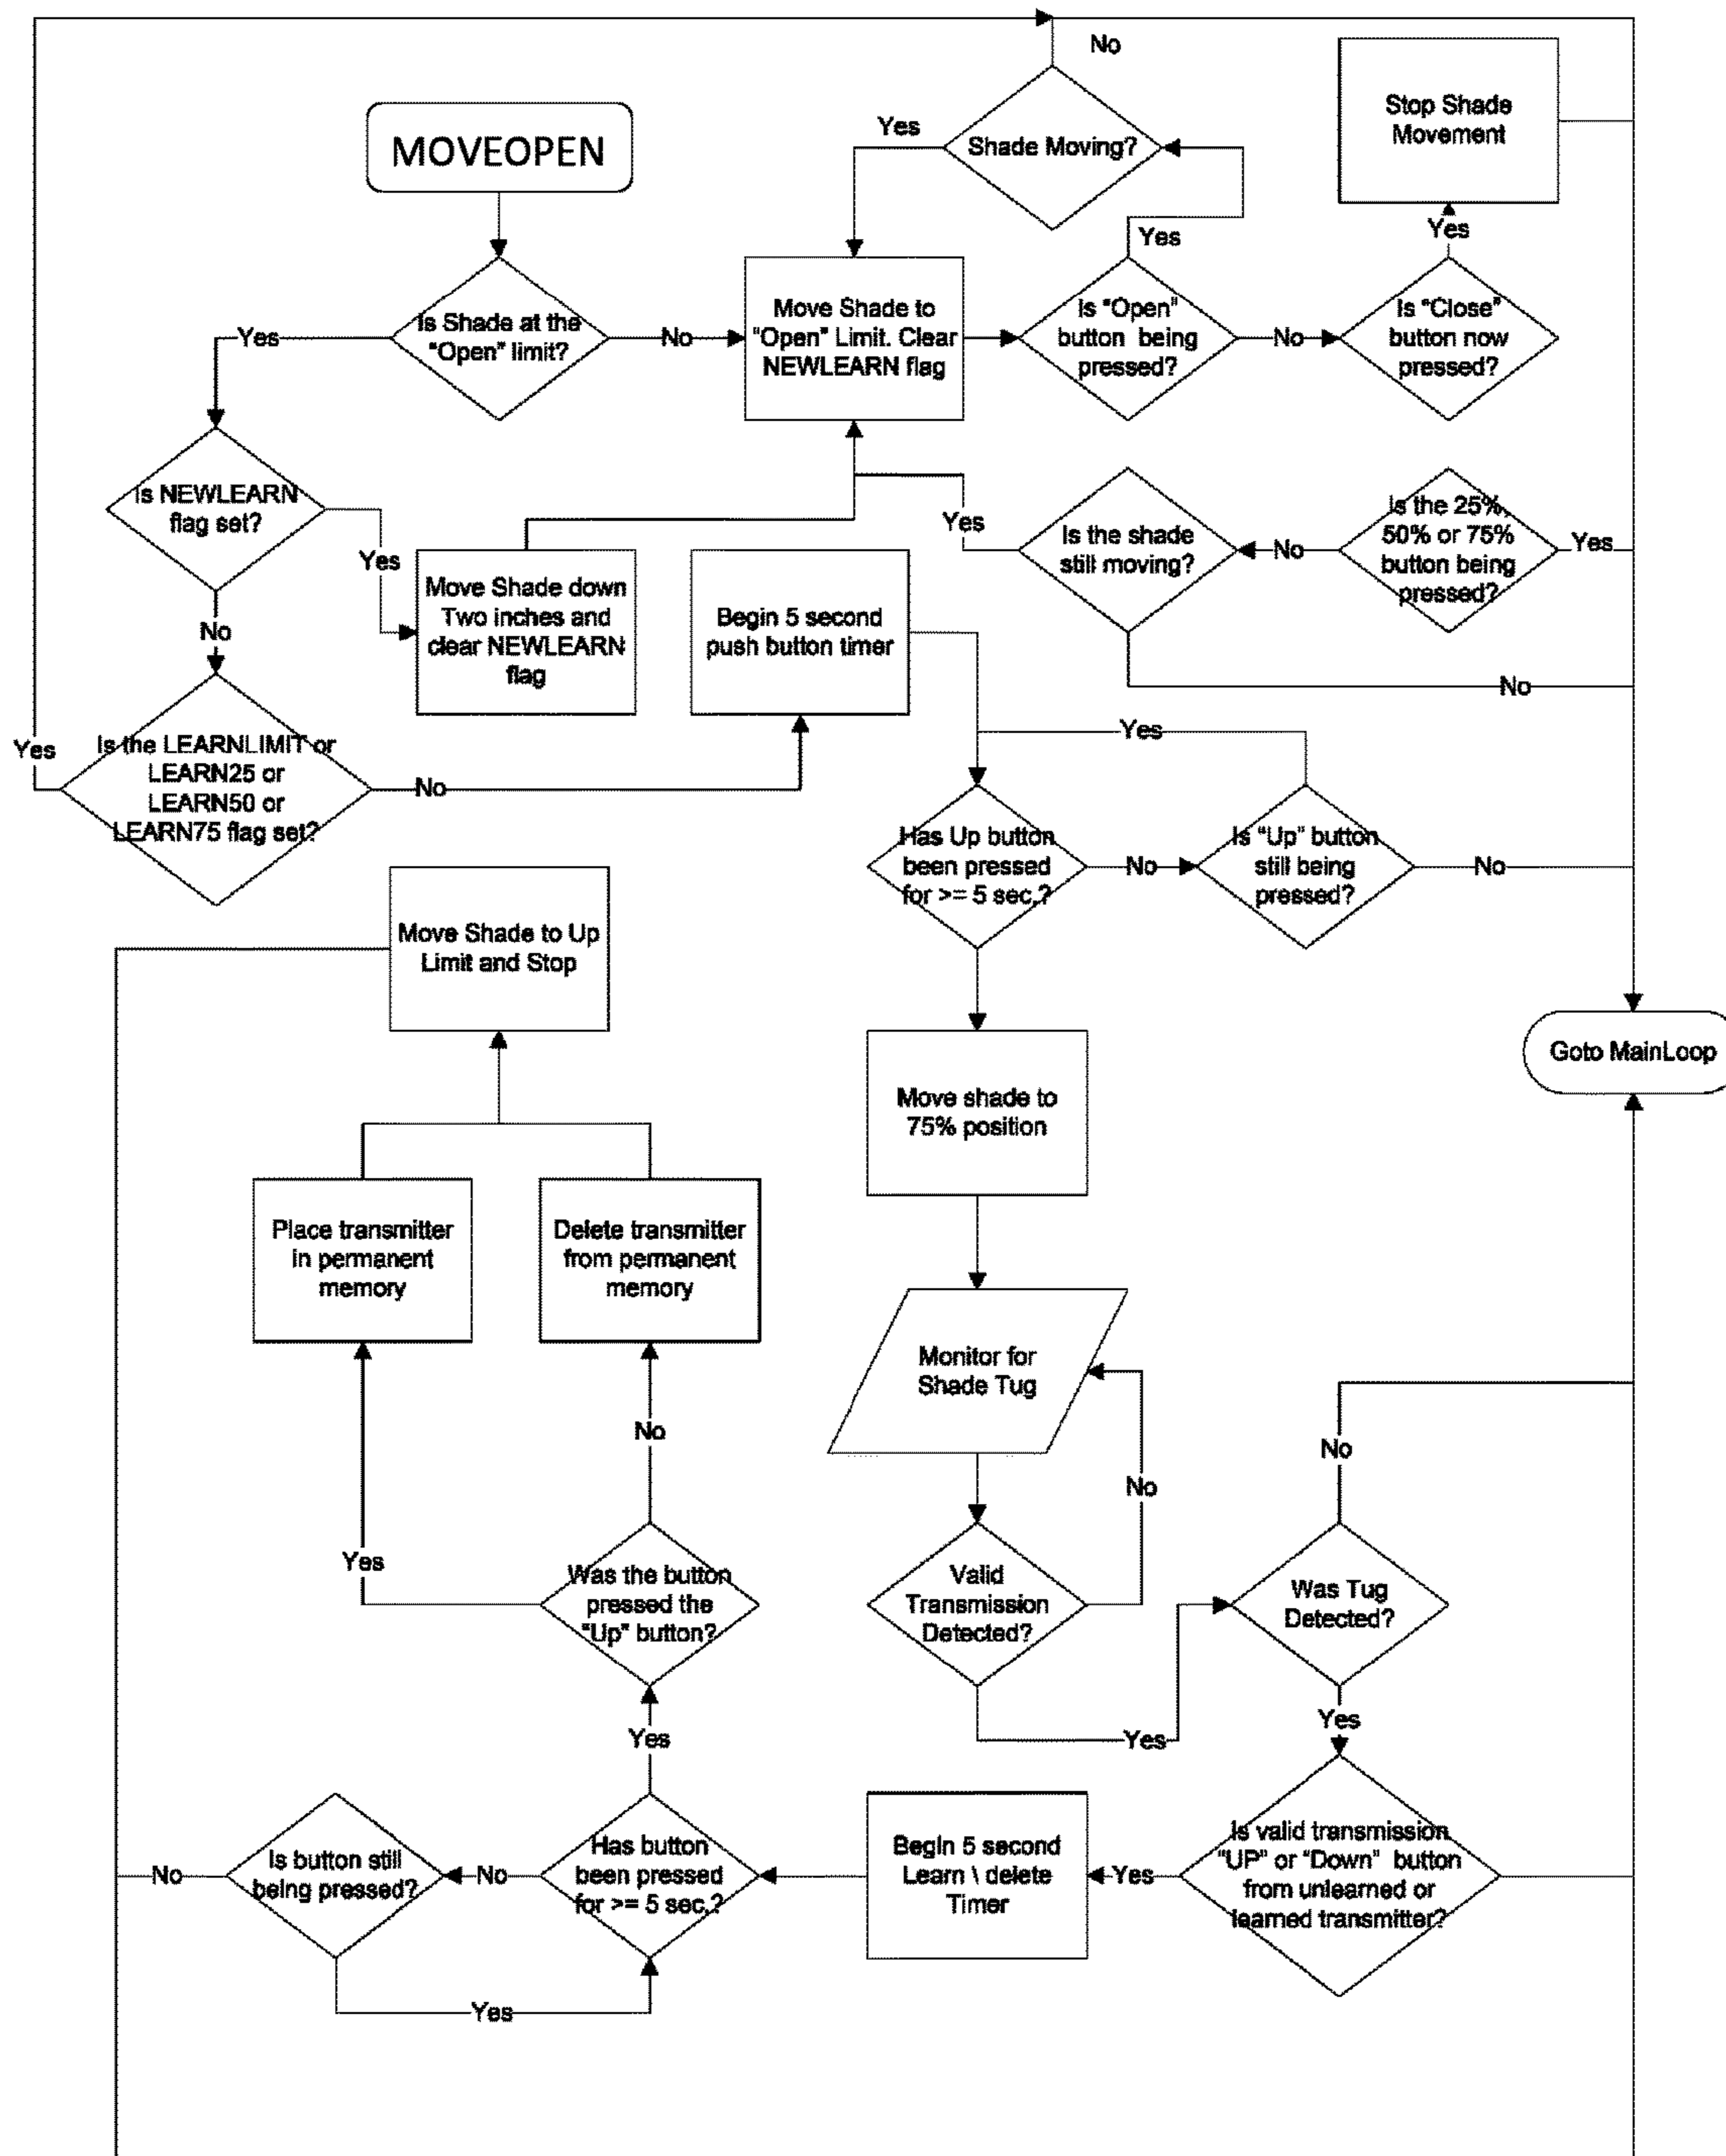 No
MOVEOPEN
Yes
Shade Moving?
Stop Shade
Movement
Yes
Yes
Yes
Is Shade at the
"Open" limit?
No
Move Shade to
"Open" Limit. Clear
NEWLEARN flag
Is "Open"
button being
pressed?
No
Is "Close"
button now
pressed?
Is NEWLEARN
flag set?
Yes
Yes
Is the shade
still moving?
No
Is the 25%,
50% or 75%
button being
pressed?
Yes
No
Move Shade down
Two inches and
clear NEWLEARN
flag
Begin 5 second
push button timer
No
Yes
Is the LEARNLIMIT or
LEARN25 or
LEARN50 or
LEARN75 flag set?
No
Yes
Has Up button
been pressed
for >= 5 sec.?
No
Is "Up" button
still being
pressed?
No
Move Shade to Up
Limit and Stop
Move shade to
75% position
Goto MainLoop
Place transmitter
in permanent
memory
Delete transmitter
from permanent
memory
Monitor for
Shade Tug
No
No
No
Yes
Was the button
pressed the
"Up" button?
Valid
Transmission
Detected?
Was Tug
Detected?
Yes
Yes
Yes
No
Is button still
being pressed?
No
Has button
been pressed
for >= 5 sec.?
Begin 5 second
Learn \ delete
Timer
Yes
Is valid transmission
"UP" or "Down" button
from unlearned or
learned transmitter?
Yes